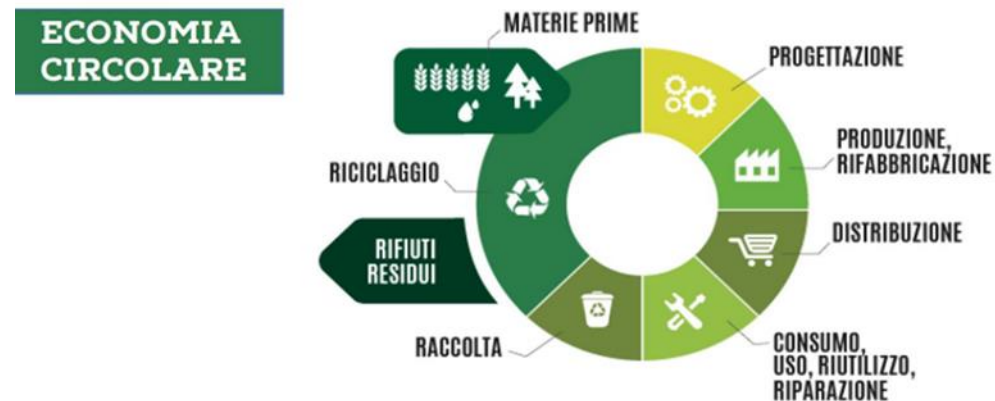 ECONOMIA
CIRCOLARE
MATERIE PRIME
PROGETTAZIONE
PRODUZIONE,
RIFABBRICAZIONE
RICICLAGGIO
DISTRIBUZIONE
RIFIUTI
RESIDUI
RACCOLTA
CONSUMO,
USO, RIUTILIZZO,
RIPARAZIONE